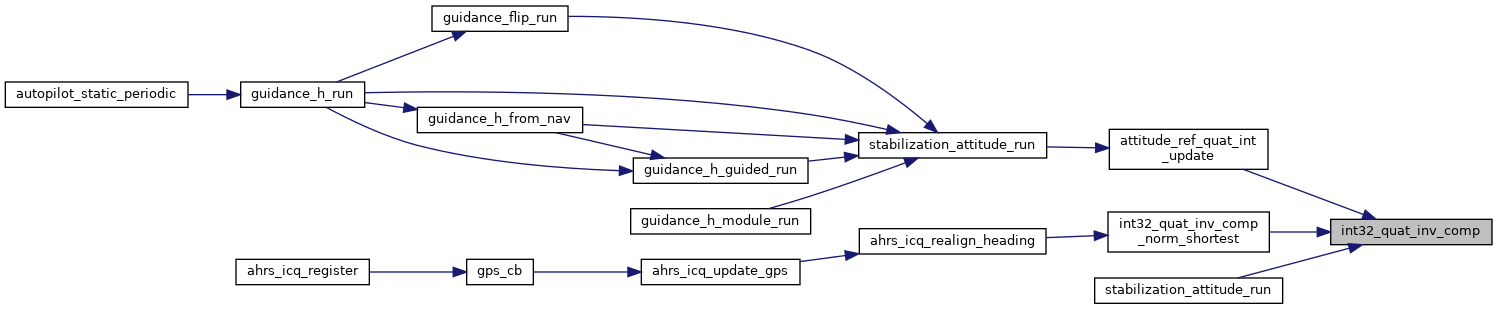 guidance_flip_run
autopilot_static_periodic
guidance_h_run
guidance_h_from_nav
stabilization_attitude_run
attitude_ref_quat_int
_update
guidance_h_guided_run
guidance_h_module_run
int32_quat_inv_comp
_norm_shortest
int32_quat_inv_comp
ahrs_icq_realign_heading
ahrs_icq_register
gps_cb
ahrs_icq_update_gps
stabilization_attitude_run